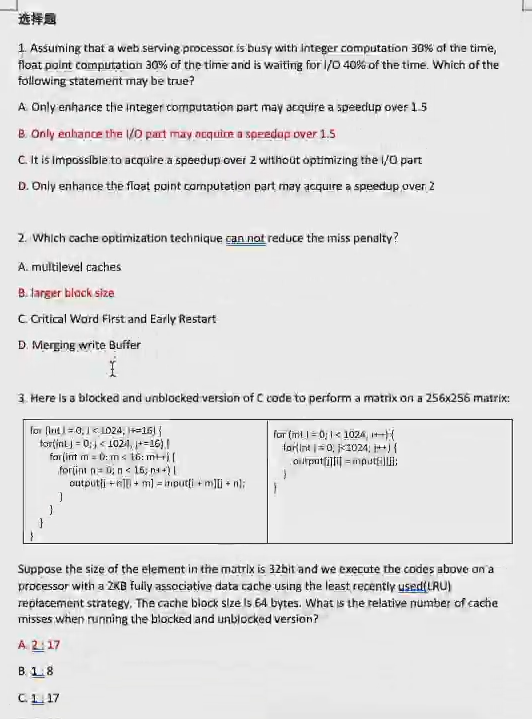 选择题
1. Assuming that a web serving processor is busy with integer computation 30% of the time,
float point computation 30% of the time and is waiting for I/O 40% of the time. Which of the
following statement may be true?
A. Only enhance the integer computation part may acquire a speedup over 1.5
B. Only enhance the I/O part may acquire a speedup over 1.5
C. It is impossible to acquire a speedup over 2 without optimizing the I/O part
D. Only enhance the float point computation part may acquire a speedup over 2
2. Which cache optimization technique can not reduce the miss penalty?
A. multilevel caches
B. larger block size
C. Critical Word First and Early Restart
D. Merging write Buffer
3. Here is a blocked and unblocked version of C code to perform a matrix on a 256x256 matrix:
for (int i = 0; i < 1024; i+=16) {
for(int j = 0; j < 1024; j+=16) {
for(int m = 0; m < 16; m++) {
for(int n = 0; n < 16; n++) {
output[j + n][i + m] = input[i + m][j + n];
}
}
}
}
for (int i = 0; i < 1024; i++) {
for(int j = 0; j<1024; j++) {
output[j][i] = input[i][j];
}
}
Suppose the size of the element in the matrix is 32bit and we execute the codes above on a
processor with a 2KB fully associative data cache using the least recently used(LRU)
replacement strategy. The cache block size is 64 bytes. What is the relative number of cache
misses when running the blocked and unblocked version?
A. 2 : 17
B. 1 : 8
C. 1 : 17